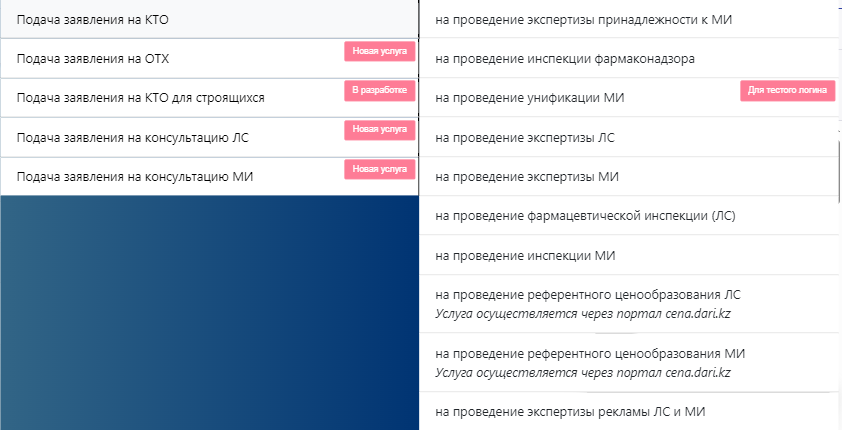 Подача заявления на КТО
Подача заявления на ОТХ
Новая услуга
Подача заявления на КТО для строящихся
В разработке
Подача заявления на консультацию ЛС
Новая услуга
Подача заявления на консультацию МИ
Новая услуга
на проведение экспертизы принадлежности к МИ
на проведение инспекции фармаконадзора
на проведение унификации МИ
Для тестого логина
на проведение экспертизы ЛС
на проведение экспертизы МИ
на проведение фармацевтической инспекции (ЛС)
на проведение инспекции МИ
на проведение референтного ценообразования ЛС
Услуга осуществляется через портал cena.dari.kz
на проведение референтного ценообразования МИ
Услуга осуществляется через портал cena.dari.kz
на проведение экспертизы рекламы ЛС и МИ